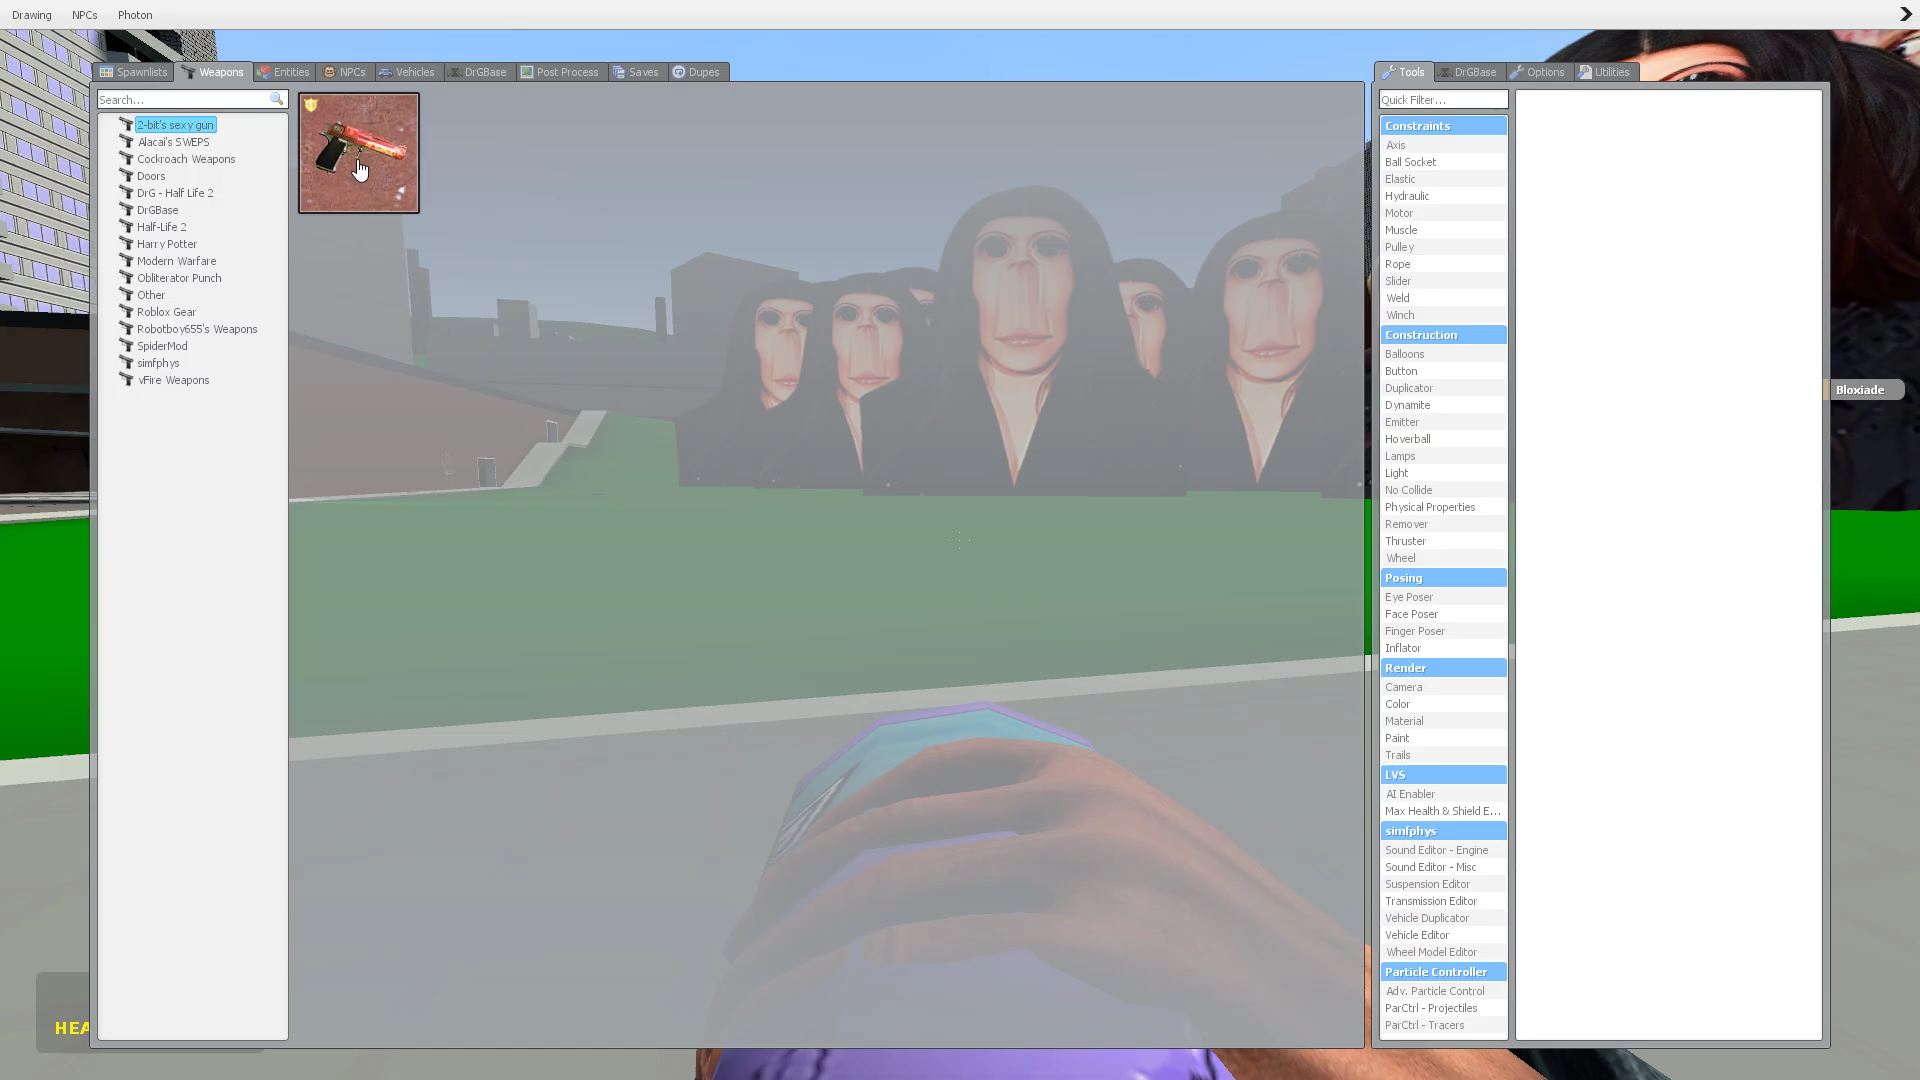 Drawing NPCs Photon
Spawnlists Weapons Entities NPCs Vehicles DrGBase Post Process Saves Dupes
Search...
2-bit's sexy gun
Alacai's SWEPS
Cockroach Weapons
Doors
DrG - Half Life 2
DrGBase
Half-Life 2
Harry Potter
Modern Warfare
Obliterator Punch
Other
Roblox Gear
Robotboy655's Weapons
SpiderMod
simfphys
vFire Weapons
HEA
Tools DrGBase Options Utilities
Quick Filter...
Constraints
Axis
Ball Socket
Elastic
Hydraulic
Motor
Muscle
Pulley
Rope
Slider
Weld
Winch
Construction
Balloons
Button
Duplicator
Dynamite
Emitter
Hoverball
Lamps
Light
No Collide
Physical Properties
Remover
Thruster
Wheel
Posing
Eye Poser
Face Poser
Finger Poser
Inflator
Render
Camera
Color
Material
Paint
Trails
LVS
AI Enabler
Max Health & Shield E...
simfphys
Sound Editor - Engine
Sound Editor - Misc
Suspension Editor
Transmission Editor
Vehicle Duplicator
Vehicle Editor
Wheel Model Editor
Particle Controller
Adv. Particle Control
ParCtrl - Projectiles
ParCtrl - Tracers
Bloxiade